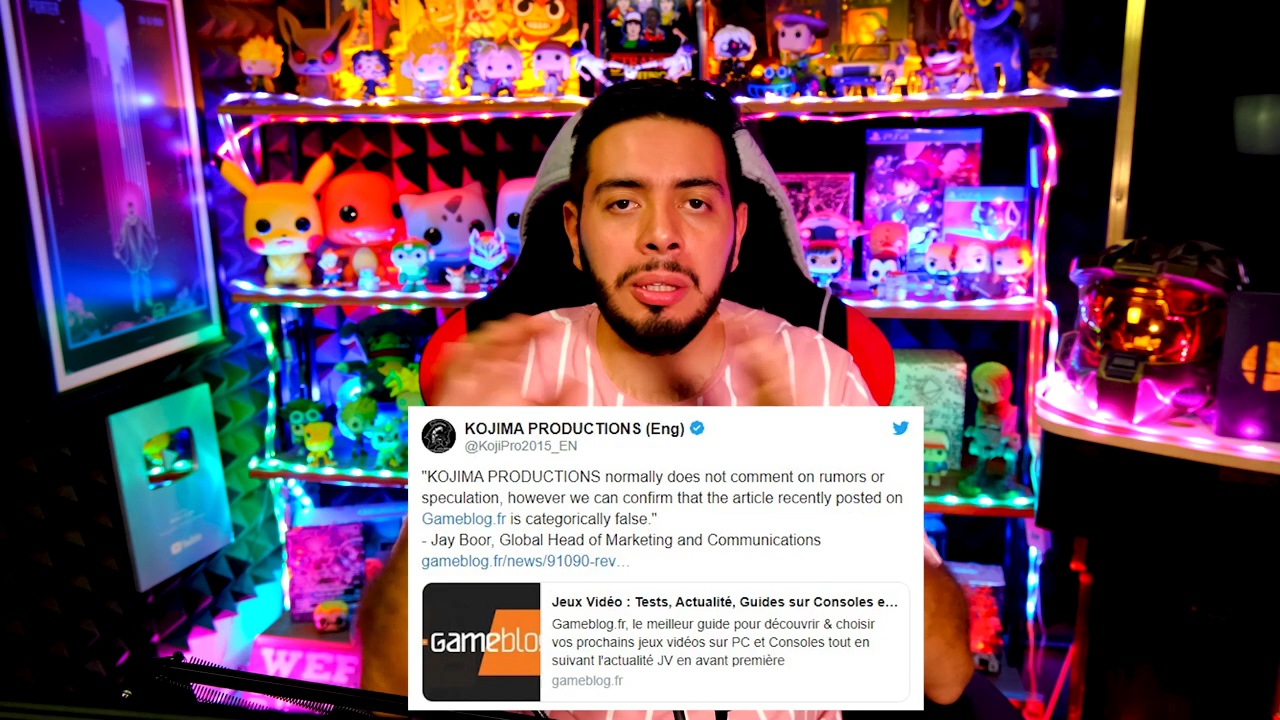 KOJIMA PRODUCTIONS (Eng)
@KojiPro2015_EN
"KOJIMA PRODUCTIONS normally does not comment on rumors or
speculation, however we can confirm that the article recently posted on
Gameblog.fr is categorically false."
- Jay Boor, Global Head of Marketing and Communications
gameblog.fr/news/91090-rev…
Jeux Vidéo : Tests, Actualité, Guides sur Consoles e...
GAMEblo
Gameblog.fr, le meilleur guide pour découvrir & choisir
vos prochains jeux vidéos sur PC et Consoles tout en
suivant l'actualité JV en avant première
gameblog.fr
PS4